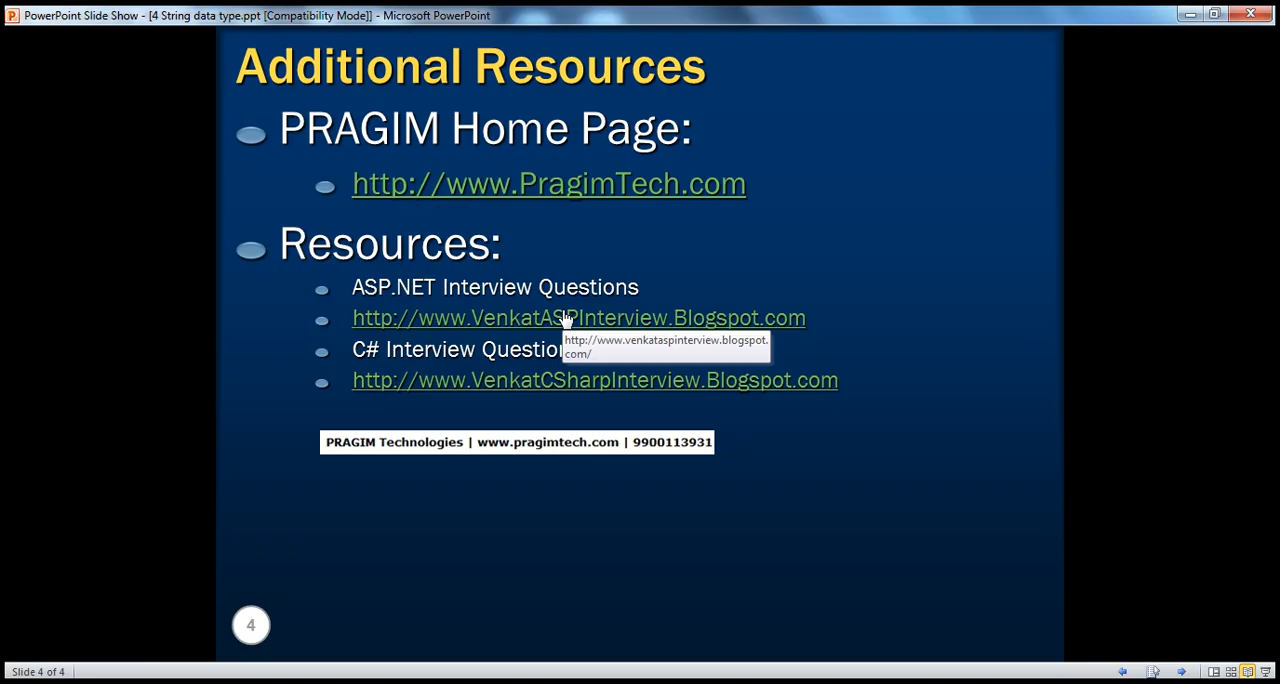 PowerPoint Slide Show - [4 String data type.ppt [Compatibility Mode]] - Microsoft PowerPoint
Additional Resources
PRAGIM Home Page:
http://www.PragimTech.com
Resources:
ASP.NET Interview Questions
http://www.VenkatASPInterview.Blogspot.com
http://www.venkataspinterview.blogspot.
com/
C# Interview Question
http://www.VenkatCSharpInterview.Blogspot.com
PRAGIM Technologies | www.pragimtech.com | 9900113931
4
Slide 4 of 4